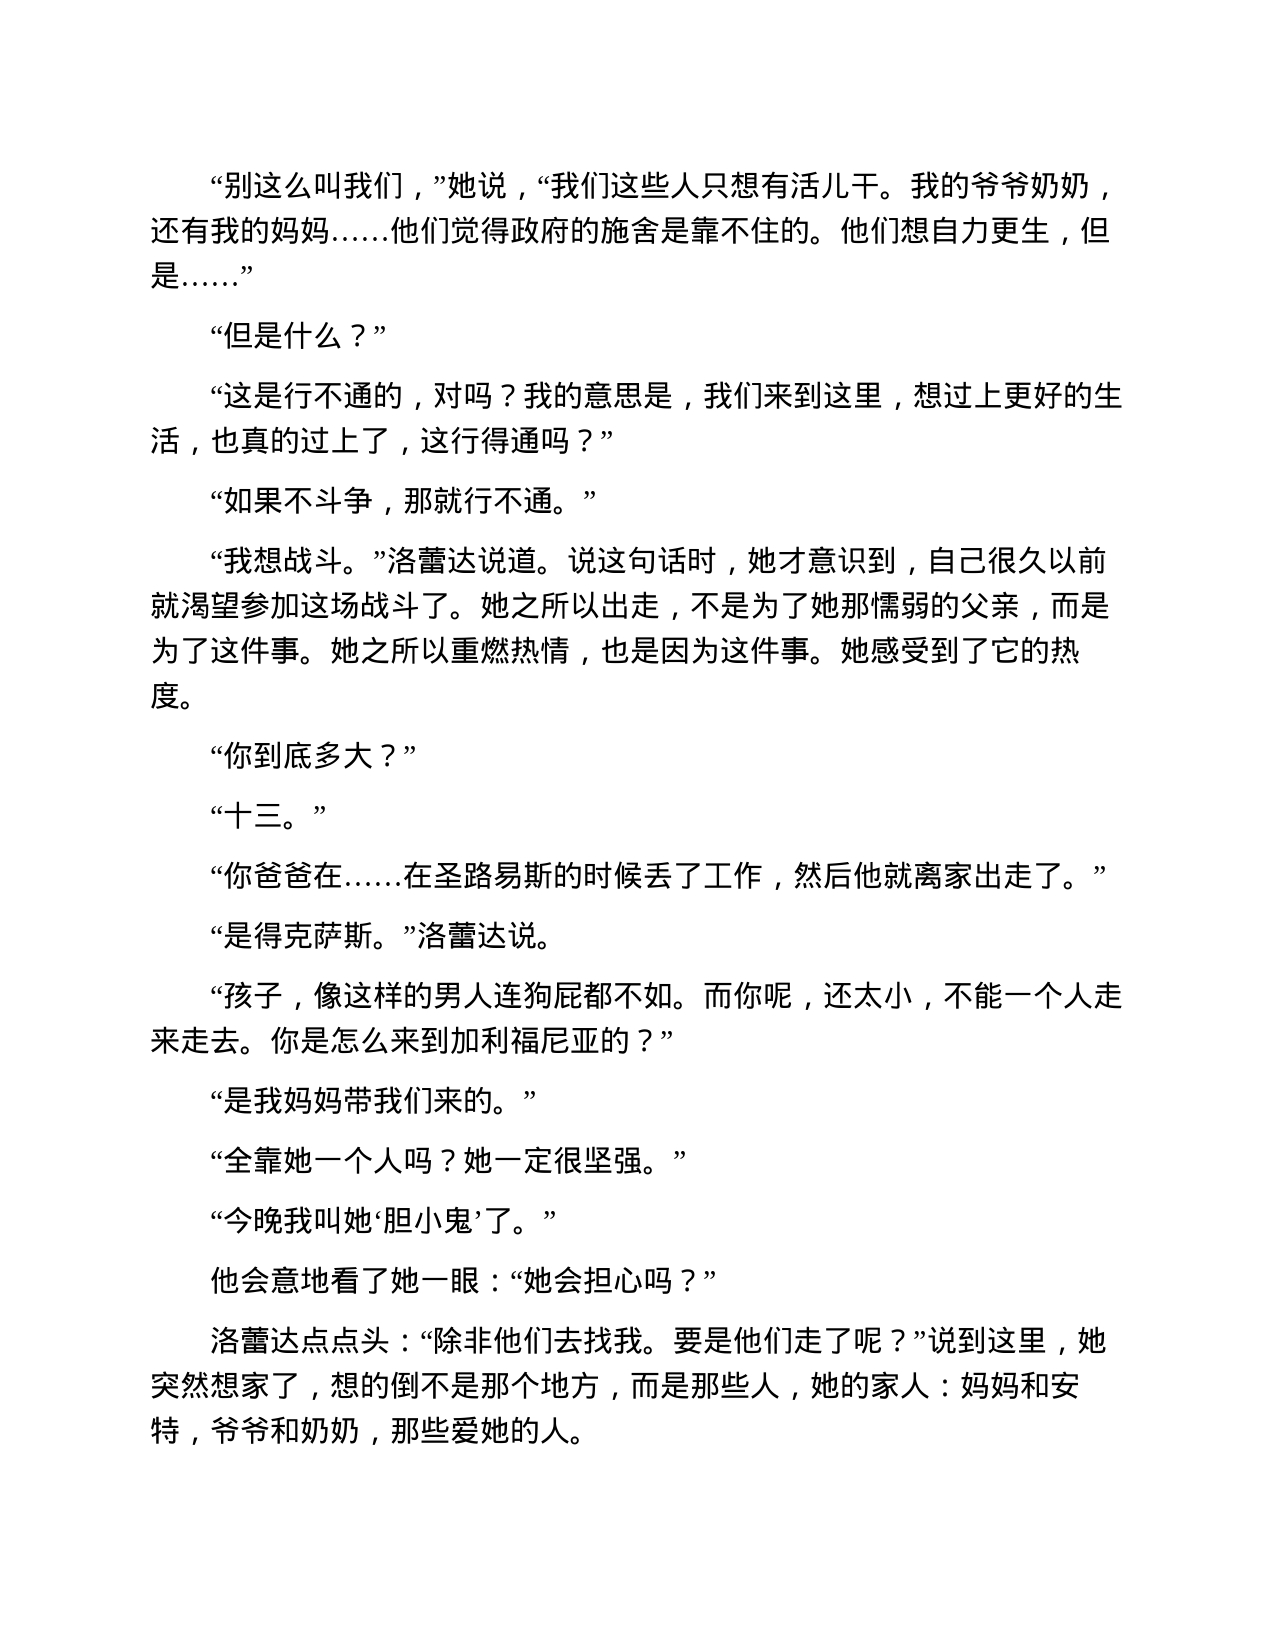 “别这么叫我们，”她说，“我们这些人只想有活儿干。我的爷爷奶奶，
还有我的妈妈……他们觉得政府的施舍是靠不住的。他们想自力更生，但
是……”
“但是什么？”
“这是行不通的，对吗？我的意思是，我们来到这里，想过上更好的生
活，也真的过上了，这行得通吗？”
“如果不斗争，那就行不通。”
“我想战斗。”洛蕾达说道。说这句话时，她才意识到，自己很久以前
就渴望参加这场战斗了。她之所以出走，不是为了她那懦弱的父亲，而是
为了这件事。她之所以重燃热情，也是因为这件事。她感受到了它的热
度。
“你到底多大？”
“十三。”
“你爸爸在……在圣路易斯的时候丢了工作，然后他就离家出走了。”
“是得克萨斯。”洛蕾达说。
“孩子，像这样的男人连狗屁都不如。而你呢，还太小，不能一个人走
来走去。你是怎么来到加利福尼亚的？”
“是我妈妈带我们来的。”
“全靠她一个人吗？她一定很坚强。”
“今晚我叫她‘胆小鬼’了。”
他会意地看了她一眼：“她会担心吗？”
洛蕾达点点头：“除非他们去找我。要是他们走了呢？”说到这里，她
突然想家了，想的倒不是那个地方，而是那些人，她的家人：妈妈和安
特，爷爷和奶奶，那些爱她的人。